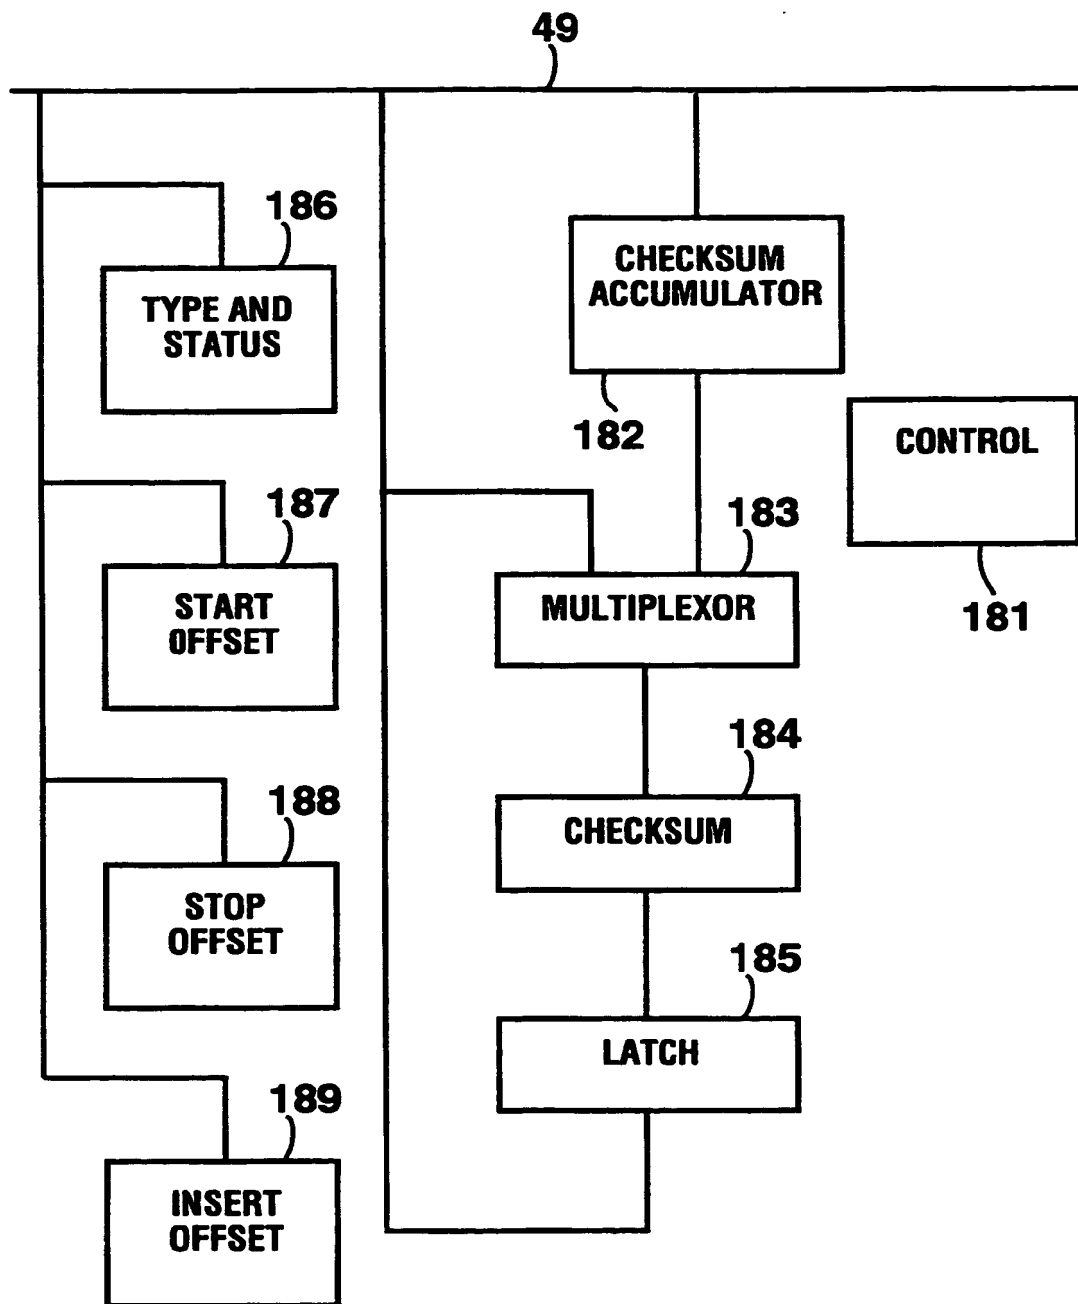 49
186
TYPE AND
STATUS
CHECKSUM
ACCUMULATOR
182
CONTROL
181
187
START
OFFSET
183
MULTIPLEXOR
188
STOP
OFFSET
184
CHECKSUM
185
LATCH
189
INSERT
OFFSET